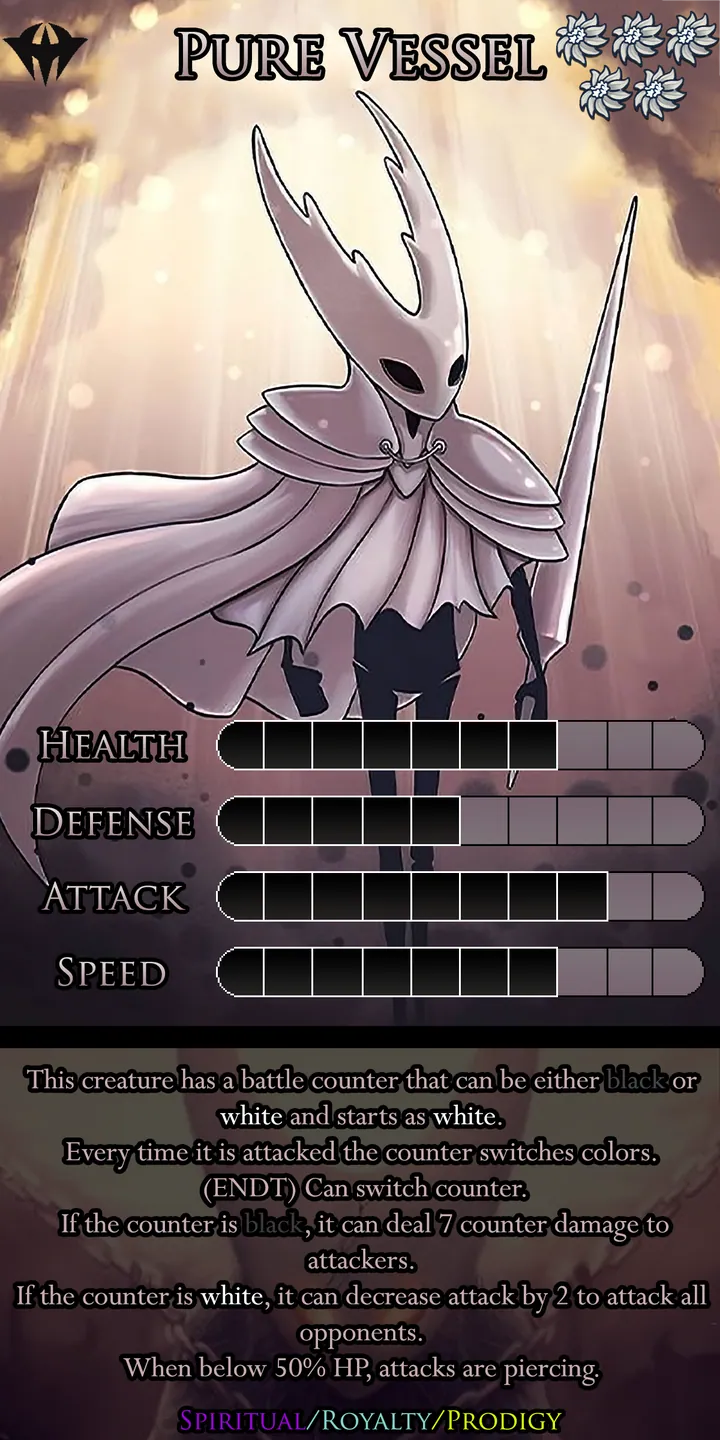 Pure Vessel
Health
Defense
Attack
Speed
This creature has a battle counter that can be either black or
white and starts as white.
Every time it is attacked the counter switches colors.
(ENDT) Can switch counter.
If the counter is black, it can deal 7 counter damage to
attackers.
If the counter is white, it can decrease attack by 2 to attack all
opponents.
When below 50% HP, attacks are piercing.
Spiritual/Royalty/Prodigy